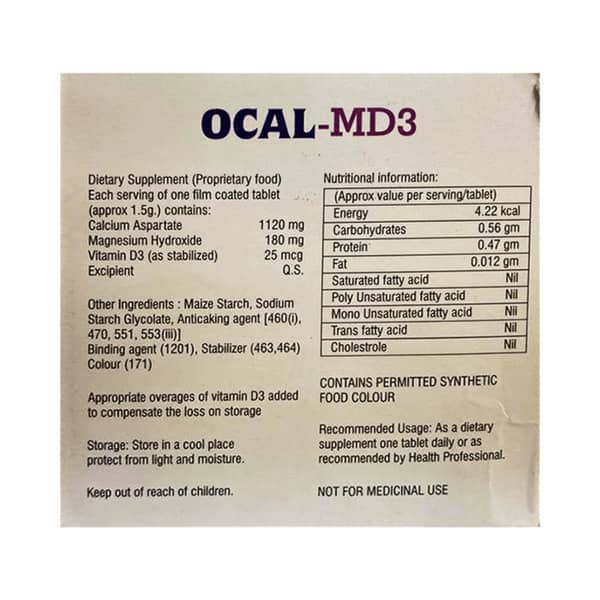 OCAL-MD3
Dietary Supplement (Proprietary food)
Each serving of one film coated tablet
(approx 1.5g.) contains:
Calcium Aspartate 1120 mg
Magnesium Hydroxide 180 mg
Vitamin D3 (as stabilized) 25 mcg
Excipient Q.S.
Other Ingredients : Maize Starch, Sodium
Starch Glycolate, Anticaking agent [460(i),
470, 551, 553(iii)]
Binding agent (1201), Stabilizer (463,464)
Colour (171)
Appropriate overages of vitamin D3 added
to compensate the loss on storage
Storage: Store in a cool place
protect from light and moisture.
Keep out of reach of children.
Nutritional information:
(Approx value per serving/tablet)
Energy 4.22 kcal
Carbohydrates 0.56 gm
Protein 0.47 gm
Fat 0.012 gm
Saturated fatty acid Nil
Poly Unsaturated fatty acid Nil
Mono Unsaturated fatty acid Nil
Trans fatty acid Nil
Cholestrole Nil
CONTAINS PERMITTED SYNTHETIC
FOOD COLOUR
Recommended Usage: As a dietary
supplement one tablet daily or as
recommended by Health Professional.
NOT FOR MEDICINAL USE